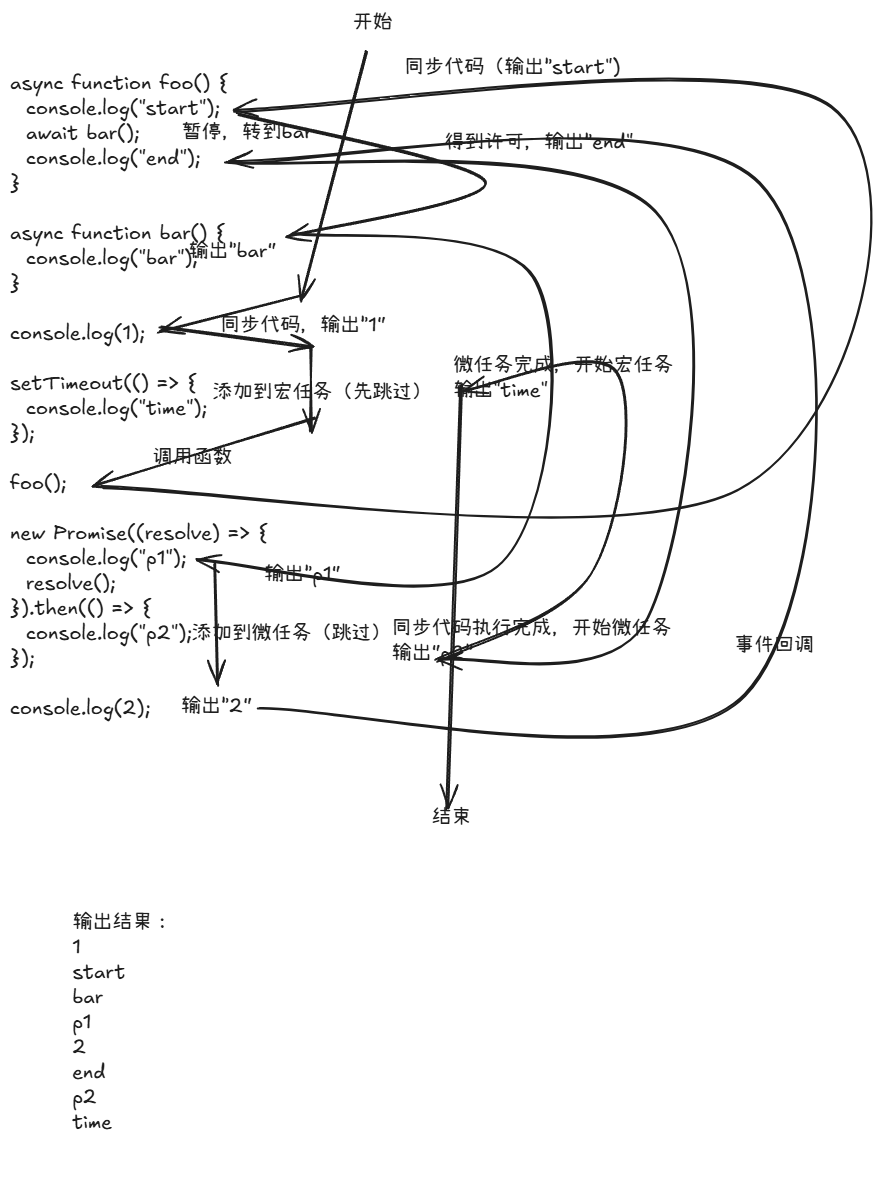 开始
同步代码（输出"start")
async function foo() {
console.log("start");
await bar();
暂停，转到bar
console.log("end");
得到许可，输出"end"
}
async function bar() {
输出"bar"
console.log("bar");
}
console.log(1);
同步代码，输出"1"
微任务完成，开始宏任务
输出"time"
setTimeout(() => {
添加到宏任务（先跳过）
console.log("time");
});
调用函数
foo();
new Promise((resolve) => {
console.log("p1");
输出"p1"
resolve();
}).then(() => {
console.log("p2");
添加到微任务（跳过）
同步代码执行完成，开始微任务
输出"p2"
事件回调
});
console.log(2);
输出"2"
结束
输出结果：
1
start
bar
p1
2
end
p2
time